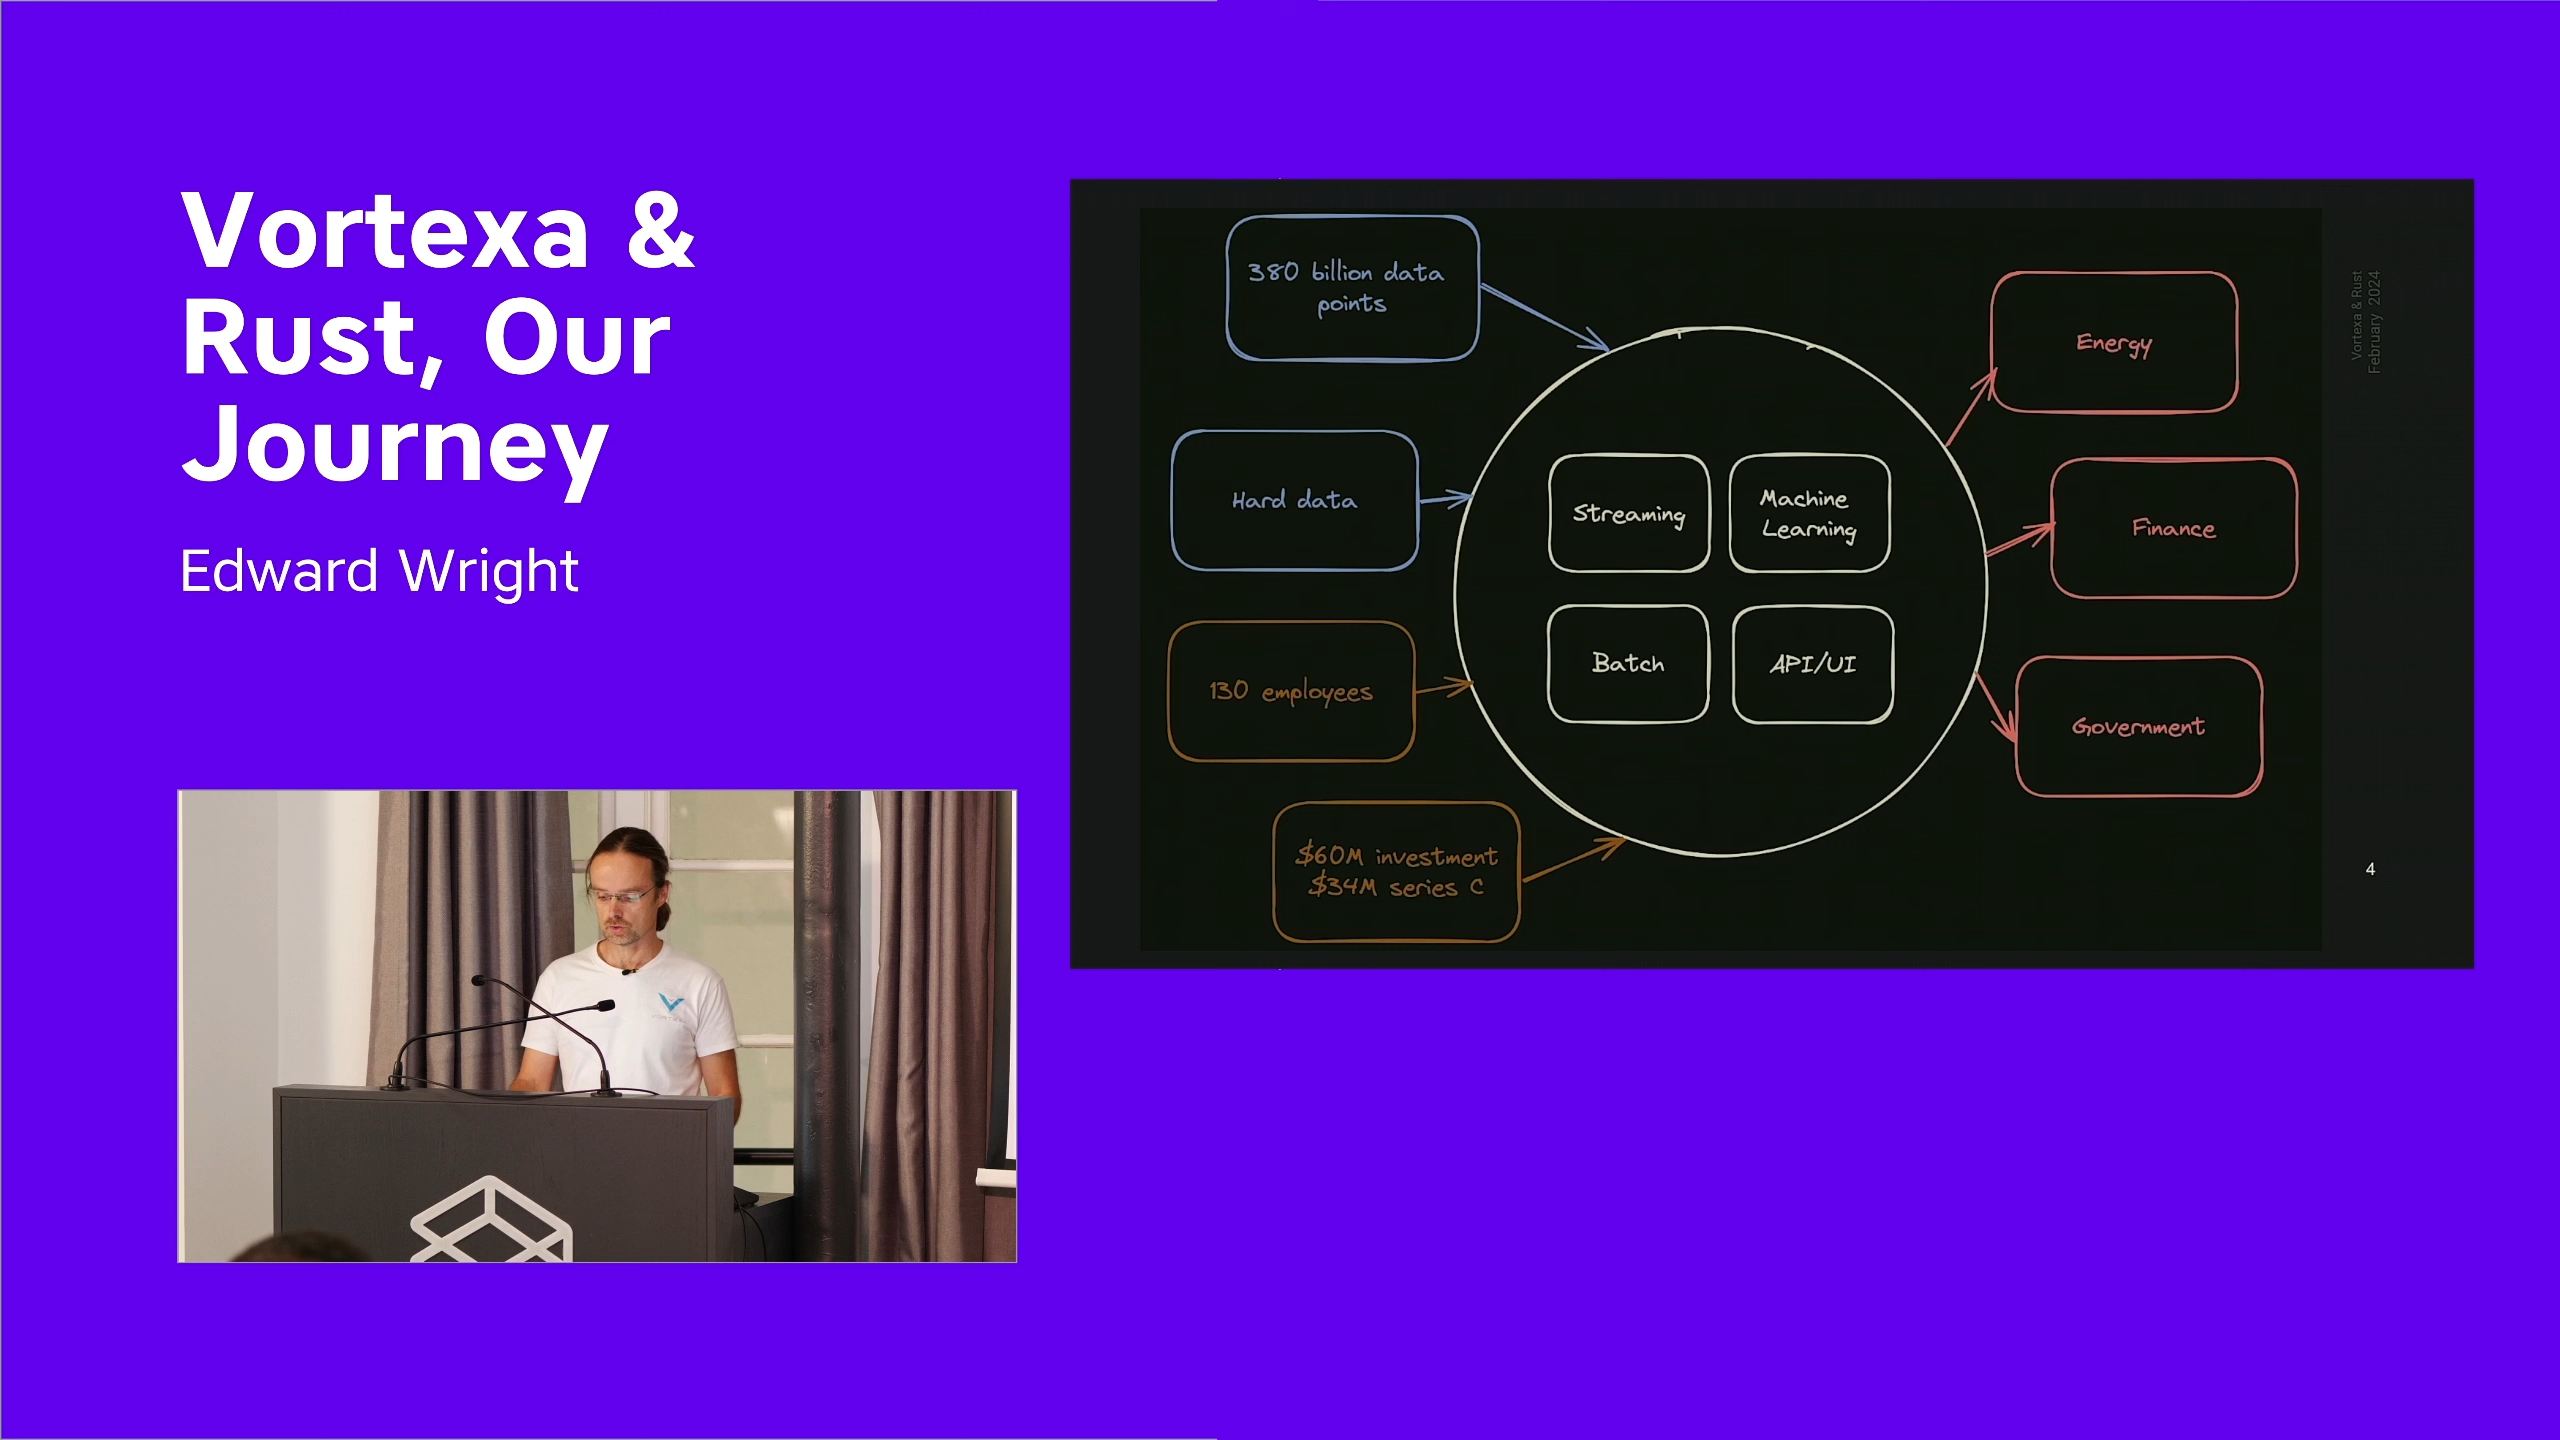 Vortexa &
Rust, Our
Journey
Edward Wright
380 billion data
points
Hard data
130 employees
$60M investment
$34M series C
Streaming
Machine
Learning
Batch
API/UI
Energy
Finance
Government
Vortexa & Rust
February 2024
4